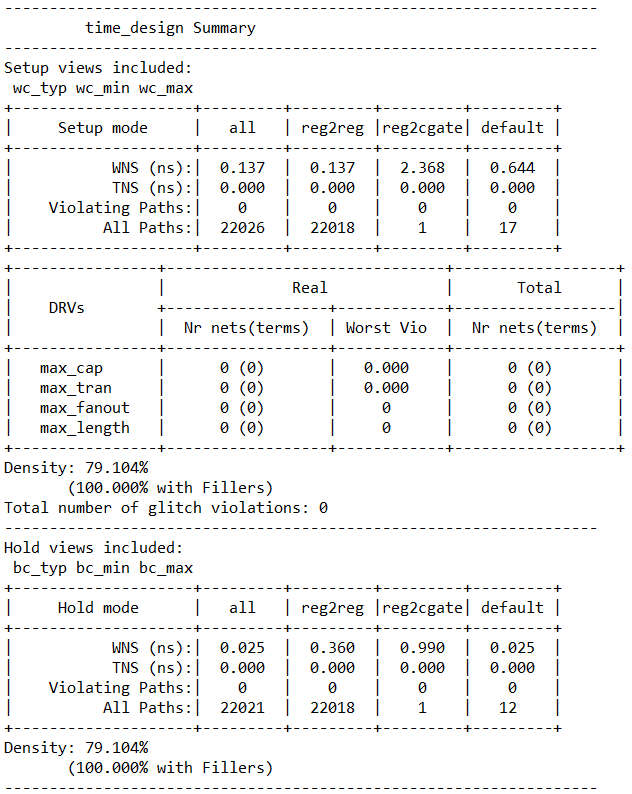 ------------------------------------------------------------------
         time_design Summary
------------------------------------------------------------------
Setup views included:
 wc_typ wc_min wc_max
+--------------------+---------+---------+---------+---------+
|     Setup mode     |   all   | reg2reg |reg2cgate| default |
+--------------------+---------+---------+---------+---------+
|           WNS (ns):|  0.137  |  0.137  |  2.368  |  0.644  |
|           TNS (ns):|  0.000  |  0.000  |  0.000  |  0.000  |
|    Violating Paths:|    0    |    0    |    0    |    0    |
|          All Paths:|  22026  |  22018  |    1    |   17    |
+--------------------+---------+---------+---------+---------+
+----------------+-------------------------------+------------------+
|                |              Real             |       Total      |
|    DRVs        +------------------+------------+------------------|
|                |  Nr nets(terms)  | Worst Vio  |  Nr nets(terms)  |
+----------------+------------------+------------+------------------+
|   max_cap      |      0 (0)       |   0.000    |      0 (0)       |
|   max_tran     |      0 (0)       |   0.000    |      0 (0)       |
|   max_fanout   |      0 (0)       |     0      |      0 (0)       |
|   max_length   |      0 (0)       |     0      |      0 (0)       |
+----------------+------------------+------------+------------------+
Density: 79.104%
       (100.000% with Fillers)
Total number of glitch violations: 0
------------------------------------------------------------------
Hold views included:
 bc_typ bc_min bc_max
+--------------------+---------+---------+---------+---------+
|     Hold mode      |   all   | reg2reg |reg2cgate| default |
+--------------------+---------+---------+---------+---------+
|           WNS (ns):|  0.025  |  0.360  |  0.990  |  0.025  |
|           TNS (ns):|  0.000  |  0.000  |  0.000  |  0.000  |
|    Violating Paths:|    0    |    0    |    0    |    0    |
|          All Paths:|  22021  |  22018  |    1    |   12    |
+--------------------+---------+---------+---------+---------+
Density: 79.104%
       (100.000% with Fillers)
------------------------------------------------------------------